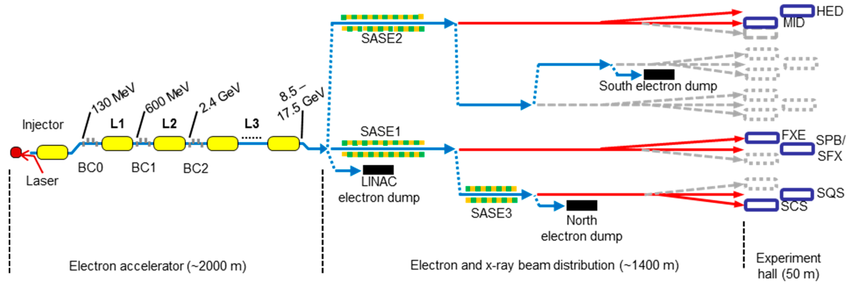 HED
MID
SASE2
130 MeV
600 MeV
2.4 GeV
8.5 –
17.5 GeV
South electron dump
Injector
L1
L2
L3
SASE1
FXE
SPB/
SFX
BC0
BC1
BC2
Laser
LINAC
electron dump
SASE3
North
electron dump
SQS
SCS
Electron accelerator (~2000 m)
Electron and x-ray beam distribution (~1400 m)
Experiment
hall (50 m)